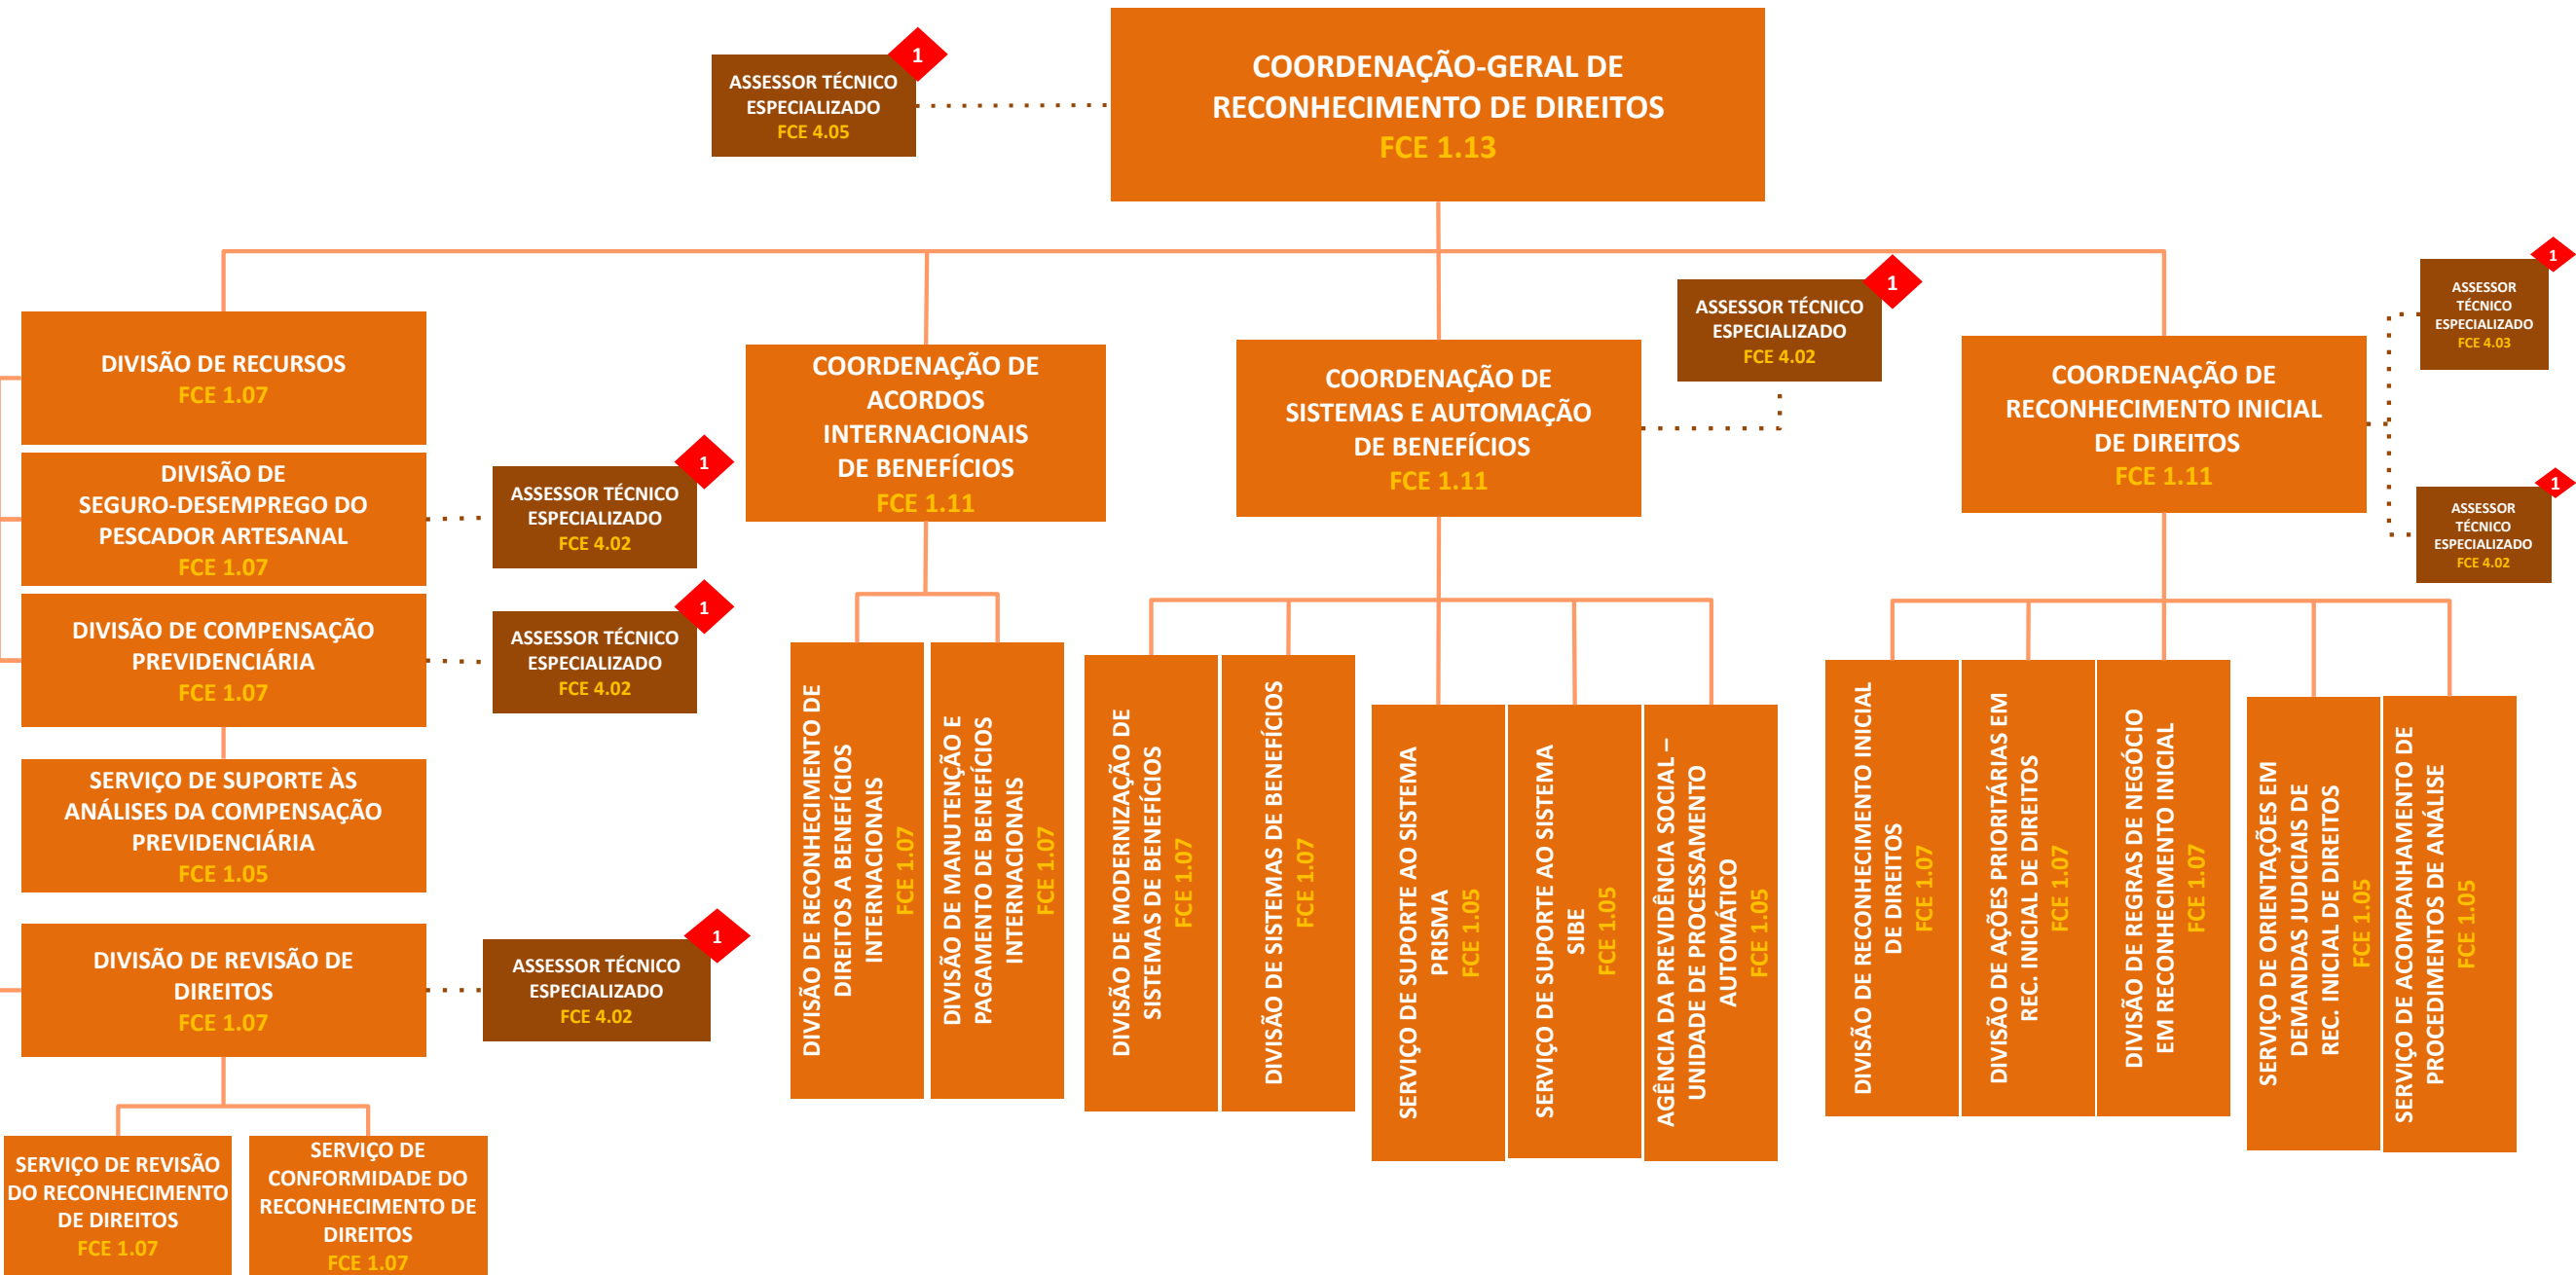 COORDENAÇÃO-GERAL DE
RECONHECIMENTO DE DIREITOS
FCE 1.13
1
ASSESSOR TÉCNICO
ESPECIALIZADO
FCE 4.05
DIVISÃO DE RECURSOS
FCE 1.07
DIVISÃO DE
SEGURO-DESEMPREGO DO
PESCADOR ARTESANAL
FCE 1.07
1
ASSESSOR TÉCNICO
ESPECIALIZADO
FCE 4.02
DIVISÃO DE COMPENSAÇÃO
PREVIDENCIÁRIA
FCE 1.07
1
ASSESSOR TÉCNICO
ESPECIALIZADO
FCE 4.02
SERVIÇO DE SUPORTE ÀS
ANÁLISES DA COMPENSAÇÃO
PREVIDENCIÁRIA
FCE 1.05
DIVISÃO DE REVISÃO DE
DIREITOS
FCE 1.07
1
ASSESSOR TÉCNICO
ESPECIALIZADO
FCE 4.02
SERVIÇO DE REVISÃO
DO RECONHECIMENTO
DE DIREITOS
FCE 1.07
SERVIÇO DE
CONFORMIDADE DO
RECONHECIMENTO DE
DIREITOS
FCE 1.07
COORDENAÇÃO DE
ACORDOS
INTERNACIONAIS
DE BENEFÍCIOS
FCE 1.11
DIVISÃO DE RECONHECIMENTO DE
DIREITOS A BENEFÍCIOS
INTERNACIONAIS
FCE 1.07
DIVISÃO DE MANUTENÇÃO E
PAGAMENTO DE BENEFÍCIOS
INTERNACIONAIS
FCE 1.07
COORDENAÇÃO DE
SISTEMAS E AUTOMAÇÃO
DE BENEFÍCIOS
FCE 1.11
1
ASSESSOR TÉCNICO
ESPECIALIZADO
FCE 4.02
DIVISÃO DE MODERNIZAÇÃO DE
SISTEMAS DE BENEFÍCIOS
FCE 1.07
DIVISÃO DE SISTEMAS DE BENEFÍCIOS
FCE 1.07
SERVIÇO DE SUPORTE AO SISTEMA
PRISMA
FCE 1.05
SERVIÇO DE SUPORTE AO SISTEMA
SIBE
FCE 1.05
AGÊNCIA DA PREVIDÊNCIA SOCIAL –
UNIDADE DE PROCESSAMENTO
AUTOMÁTICO
FCE 1.05
COORDENAÇÃO DE
RECONHECIMENTO INICIAL
DE DIREITOS
FCE 1.11
1
ASSESSOR
TÉCNICO
ESPECIALIZADO
FCE 4.03
1
ASSESSOR
TÉCNICO
ESPECIALIZADO
FCE 4.02
DIVISÃO DE RECONHECIMENTO INICIAL
DE DIREITOS
FCE 1.07
DIVISÃO DE AÇÕES PRIORITÁRIAS EM
REC. INICIAL DE DIREITOS
FCE 1.07
DIVISÃO DE REGRAS DE NEGÓCIO
EM RECONHECIMENTO INICIAL
FCE 1.07
SERVIÇO DE ORIENTAÇÕES EM
DEMANDAS JUDICIAIS DE
REC. INICIAL DE DIREITOS
FCE 1.05
SERVIÇO DE ACOMPANHAMENTO DE
PROCEDIMENTOS DE ANÁLISE
FCE 1.05